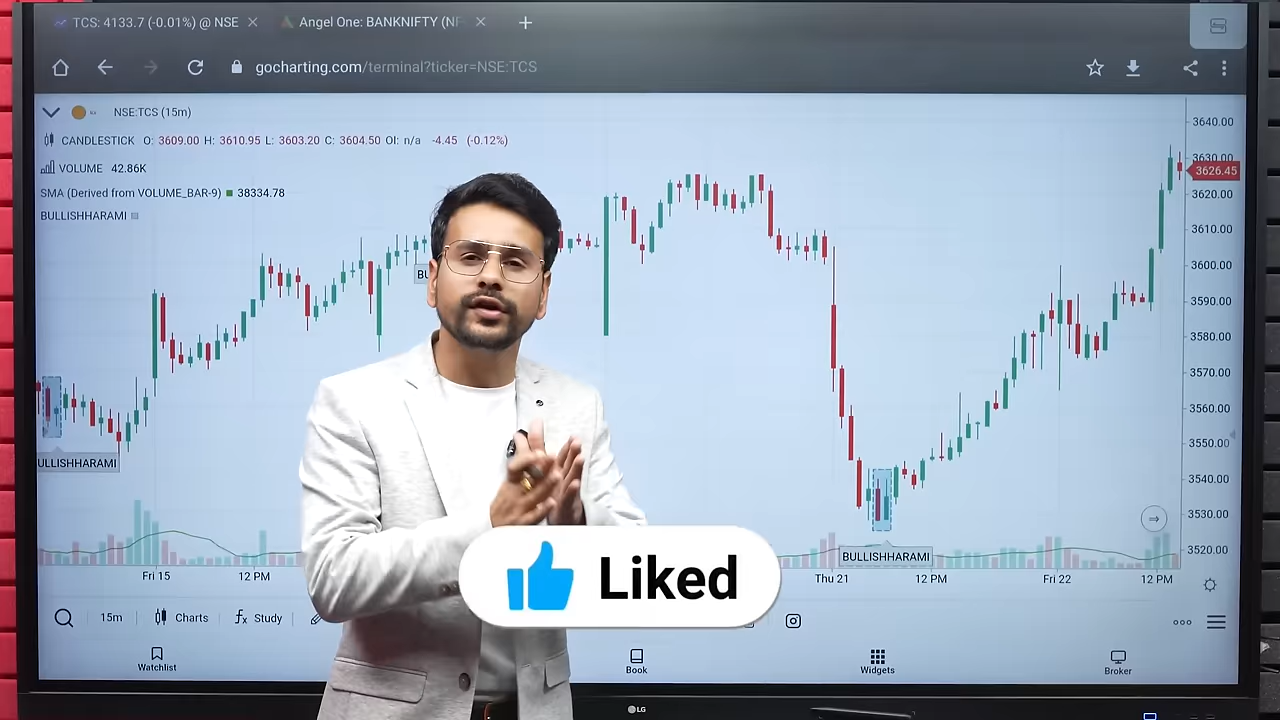 TCS: 4133.7 (-0.01%) @ NSE
Angel One: BANKNIFTY (NF
gocharting.com/terminal?ticker=NSE:TCS
NSE:TCS (15m)
CANDLESTICK O: 3609.00 H: 3610.95 L: 3603.20 C: 3604.50 OI: n/a -4.45 (-0.12%)
VOLUME 42.86K
SMA (Derived from VOLUME_BAR-9) 38334.78
BULLISHHARAMI
3640.00
3630.00
3626.45
3620.00
3610.00
3600.00
3590.00
3580.00
3570.00
3560.00
3550.00
3540.00
3530.00
3520.00
BU
ULLISHHARAMI
BULLISHHARAMI
Fri 15 12 PM Thu 21 12 PM Fri 22 12 PM
Liked
15m Charts fx Study
Watchlist Book Widgets Broker
LG